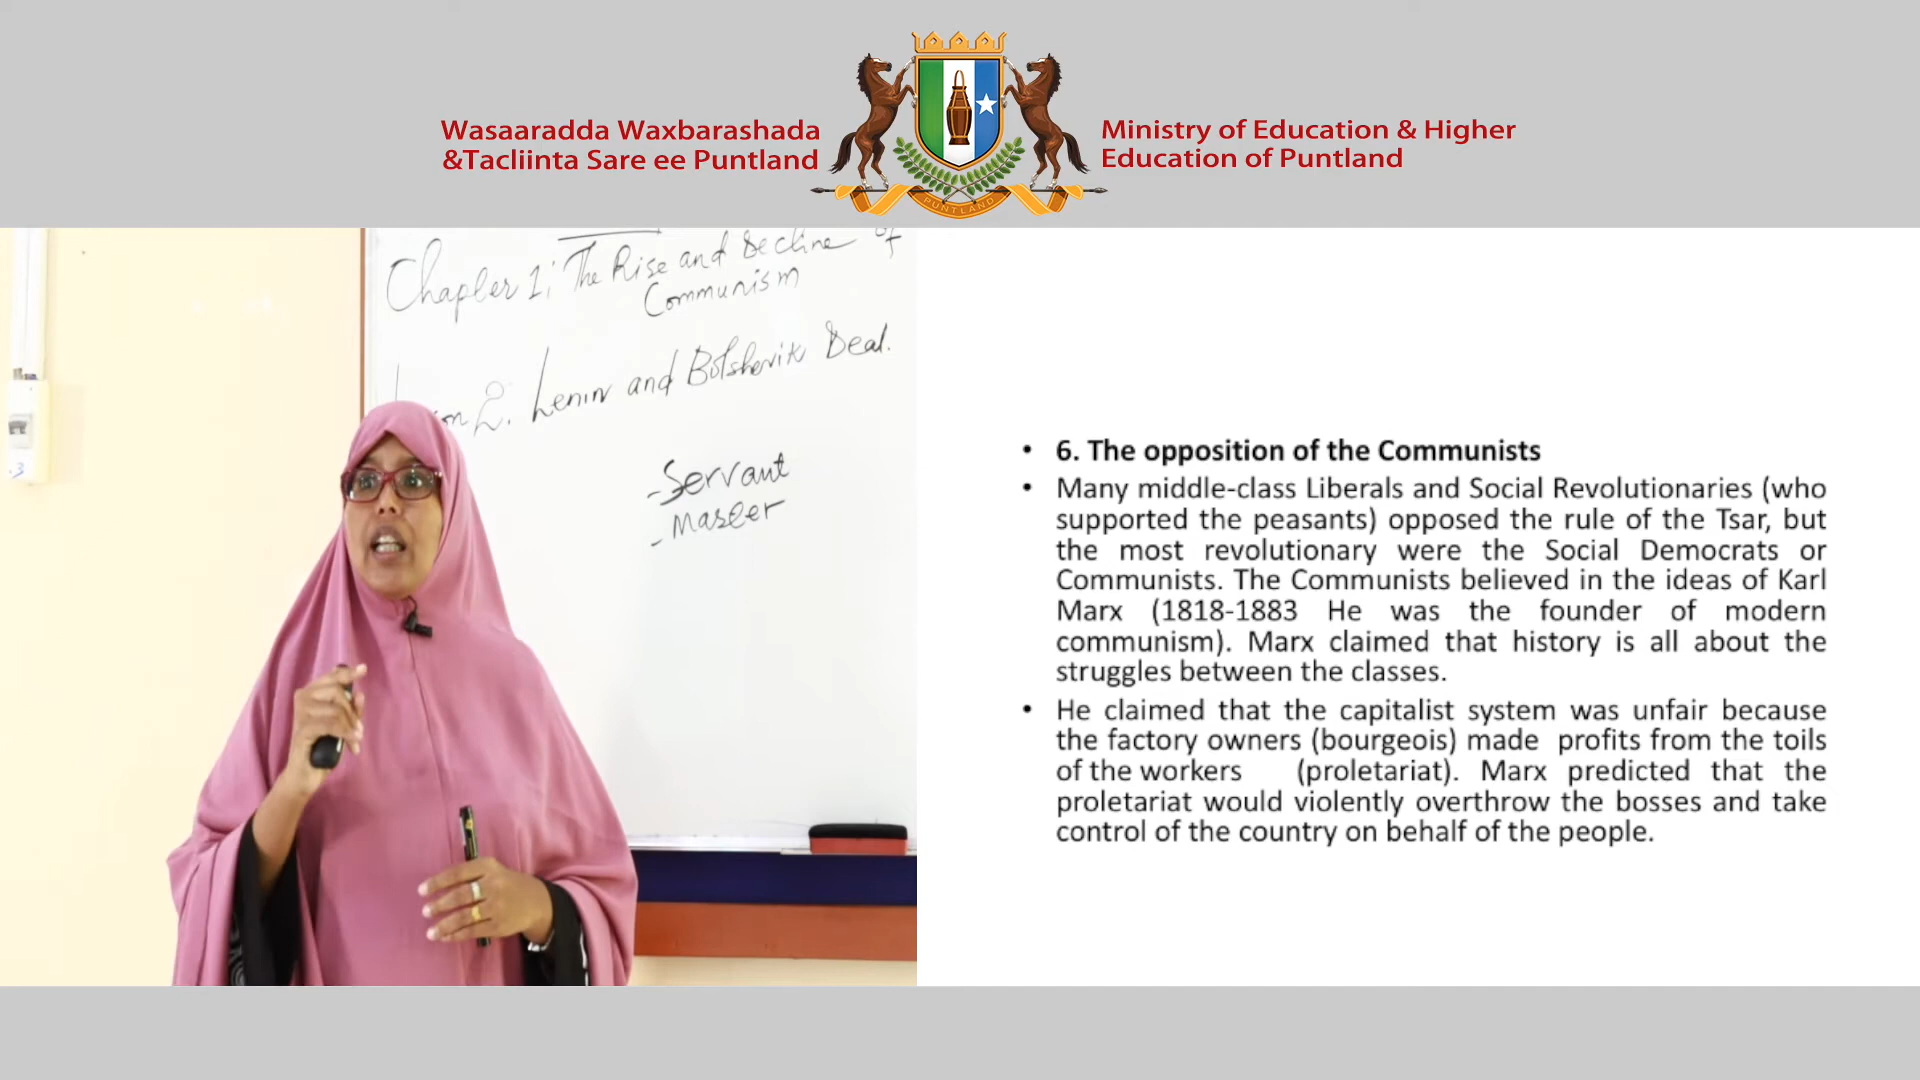 Wasaaradda Waxbarashada
&Tacliinta Sare ee Puntland
PUNTLAND
Ministry of Education & Higher
Education of Puntland
Chapter 1; The Rise and Decline of
Communism
on 2. Lenin and Bolshevik Deal.
- Servant
- Master
.3
• 6. The opposition of the Communists
• Many middle-class Liberals and Social Revolutionaries (who
supported the peasants) opposed the rule of the Tsar, but
the most revolutionary were the Social Democrats or
Communists. The Communists believed in the ideas of Karl
Marx (1818-1883 He was the founder of modern
communism). Marx claimed that history is all about the
struggles between the classes.
• He claimed that the capitalist system was unfair because
the factory owners (bourgeois) made profits from the toils
of the workers (proletariat). Marx predicted that the
proletariat would violently overthrow the bosses and take
control of the country on behalf of the people.